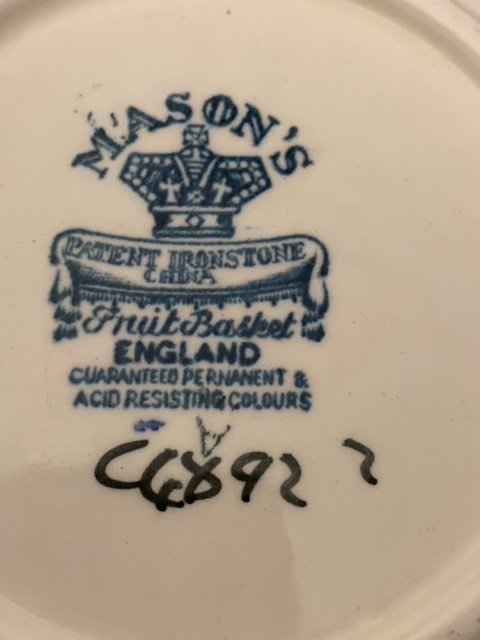 MASON'S
PATENT IRONSTONE
CHINA
Fruit Basket
ENGLAND
GUARANTEED PERMANENT &
ACID RESISTING COLOURS